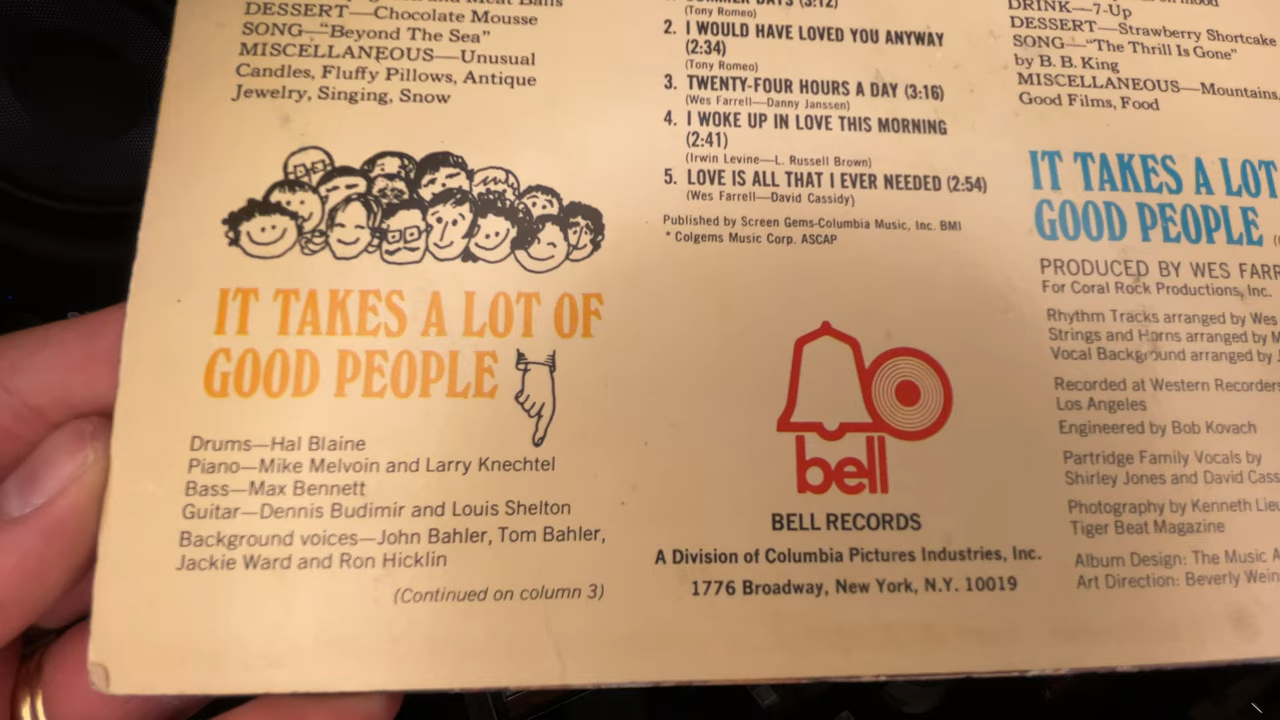 DESSERT—Chocolate Mousse
SONG—"Beyond The Sea"
MISCELLANEOUS—Unusual
Candles, Fluffy Pillows, Antique
Jewelry, Singing, Snow
IT TAKES A LOT OF
GOOD PEOPLE
Drums—Hal Blaine
Piano—Mike Melvoin and Larry Knechtel
Bass—Max Bennett
Guitar—Dennis Budimir and Louis Shelton
Background voices—John Bahler, Tom Bahler,
Jackie Ward and Ron Hicklin
(Continued on column 3)
(Tony Romeo)
2. I WOULD HAVE LOVED YOU ANYWAY
(2:34)
(Tony Romeo)
3. TWENTY-FOUR HOURS A DAY (3:16)
(Wes Farrell—Danny Janssen)
4. I WOKE UP IN LOVE THIS MORNING
(2:41)
(Irwin Levine—L. Russell Brown)
5. LOVE IS ALL THAT I EVER NEEDED (2:54)
(Wes Farrell—David Cassidy)
Published by Screen Gems-Columbia Music, Inc. BMI
* Colgems Music Corp. ASCAP
bell
BELL RECORDS
A Division of Columbia Pictures Industries, Inc.
1776 Broadway, New York, N.Y. 10019
DRINK—7-Up
DESSERT—Strawberry Shortcake
SONG—"The Thrill Is Gone"
by B. B. King
MISCELLANEOUS—Mountains,
Good Films, Food
IT TAKES A LOT
GOOD PEOPLE
PRODUCED BY WES
For Coral Rock Productions, Inc.
Rhythm Tracks arranged by Wes
Strings and Horns arranged by
Vocal Background arranged by
Recorded at Western Recorders
Los Angeles
Engineered by Bob Kovach
Partridge Family Vocals by
Shirley Jones and David
Photography by Kenneth
Tiger Beat Magazine
Album Design: The Music
Art Direction: Beverly